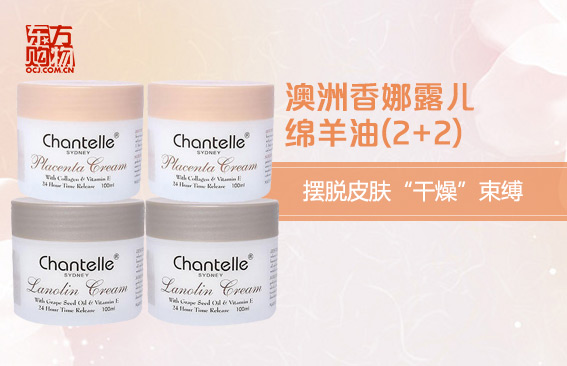 东方
购物
OCJ.COM.CN
澳洲香娜露儿
绵羊油(2+2)
摆脱皮肤“干燥”束缚
Chantelle®
SYDNEY
Placenta Cream
With Collagen & Vitamin E
24 Hour Time Release 100ml
Chantelle®
SYDNEY
Placenta Cream
With Collagen & Vitamin E
24 Hour Time Release 100ml
Chantelle®
SYDNEY
Lanolin Cream
With Grape Seed Oil & Vitamin E
24 Hour Time Release 100ml
Chantelle®
SYDNEY
Lanolin Cream
With Grape Seed Oil & Vitamin E
24 Hour Time Release 100ml